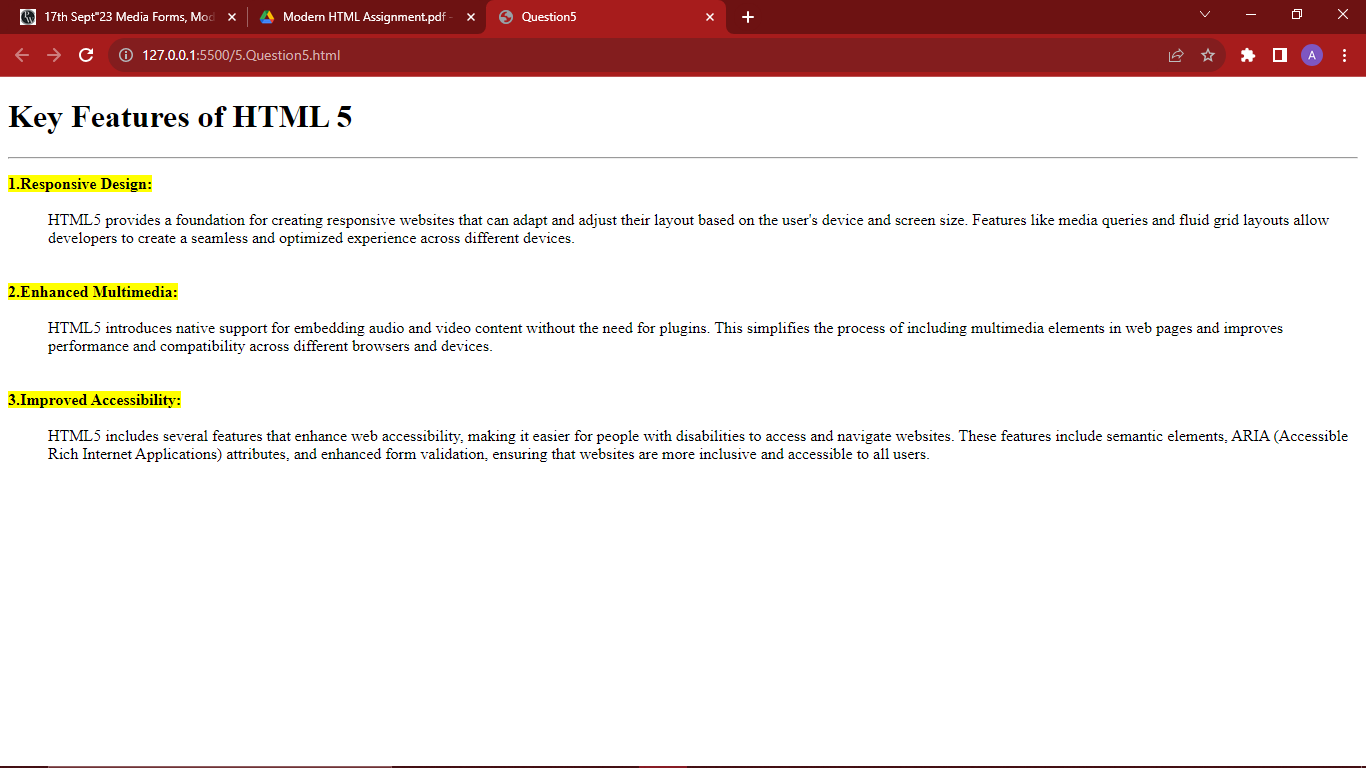 17th Sept"23 Media Forms, Mod
Modern HTML Assignment.pdf -
Question5
127.0.0.1:5500/5.Question5.html
A
Key Features of HTML 5
1.Responsive Design:
HTML5 provides a foundation for creating responsive websites that can adapt and adjust their layout based on the user's device and screen size. Features like media queries and fluid grid layouts allow
developers to create a seamless and optimized experience across different devices.
2.Enhanced Multimedia:
HTML5 introduces native support for embedding audio and video content without the need for plugins. This simplifies the process of including multimedia elements in web pages and improves
performance and compatibility across different browsers and devices.
3.Improved Accessibility:
HTML5 includes several features that enhance web accessibility, making it easier for people with disabilities to access and navigate websites. These features include semantic elements, ARIA (Accessible
Rich Internet Applications) attributes, and enhanced form validation, ensuring that websites are more inclusive and accessible to all users.